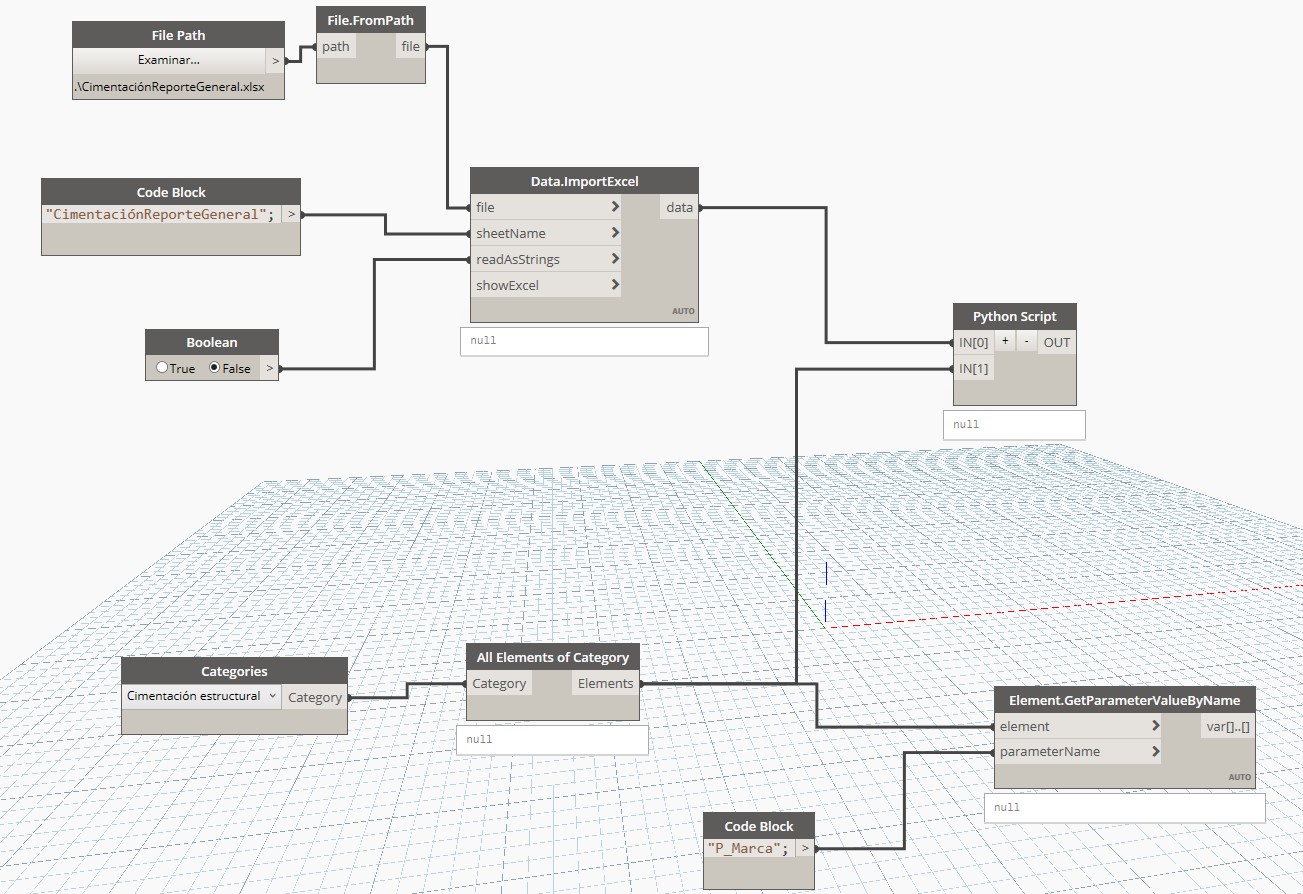 File Path
Examinar... >
.\CimentaciónReporteGeneral.xlsx
File.FromPath
path file
Code Block
"CimentaciónReporteGeneral"; >
Data.ImportExcel
file > data
sheetName >
readAsStrings >
showExcel >
AUTO
null
Boolean
True False >
Python Script
IN[0] + - OUT
IN[1]
null
Categories
Cimentación estructural Category
All Elements of Category
Category Elements
null
Element.GetParameterValueByName
element > var[]..[]
parameterName >
AUTO
null
Code Block
"P_Marca"; >